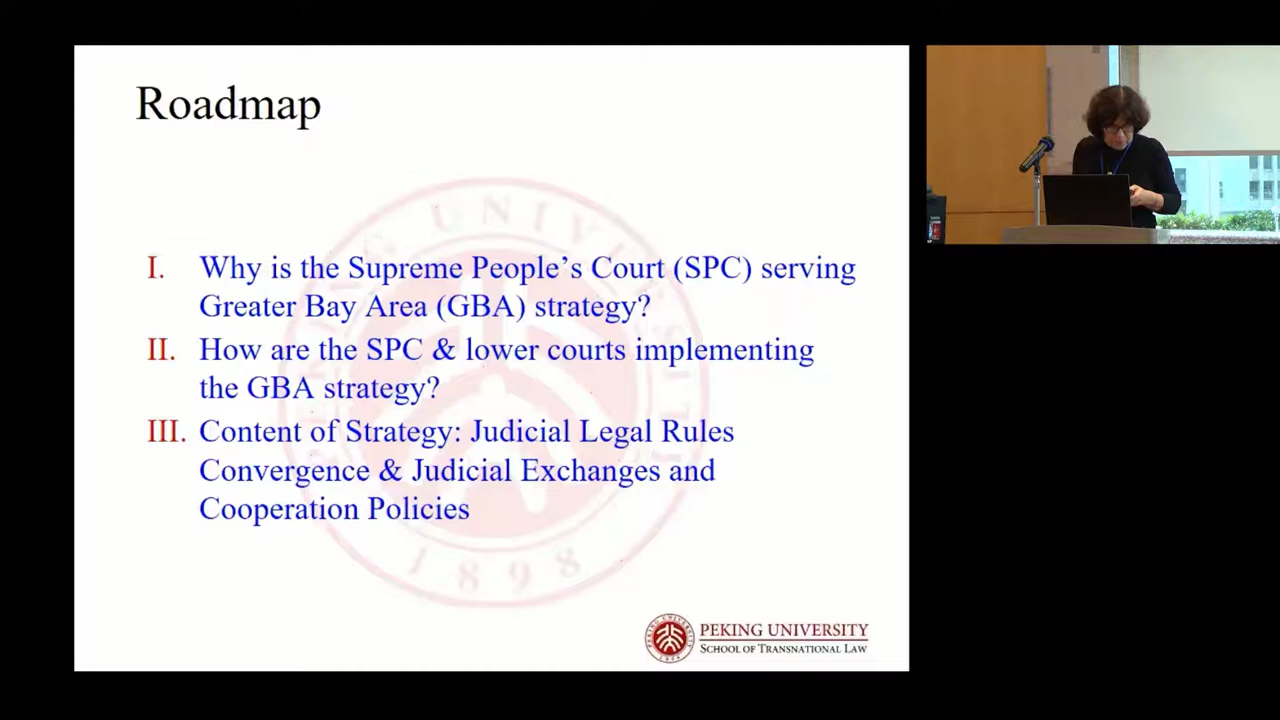 Roadmap
I. Why is the Supreme People's Court (SPC) serving
Greater Bay Area (GBA) strategy?
II. How are the SPC & lower courts implementing
the GBA strategy?
III. Content of Strategy: Judicial Legal Rules
Convergence & Judicial Exchanges and
Cooperation Policies
1898
PEKING UNIVERSITY
SCHOOL OF TRANSNATIONAL LAW